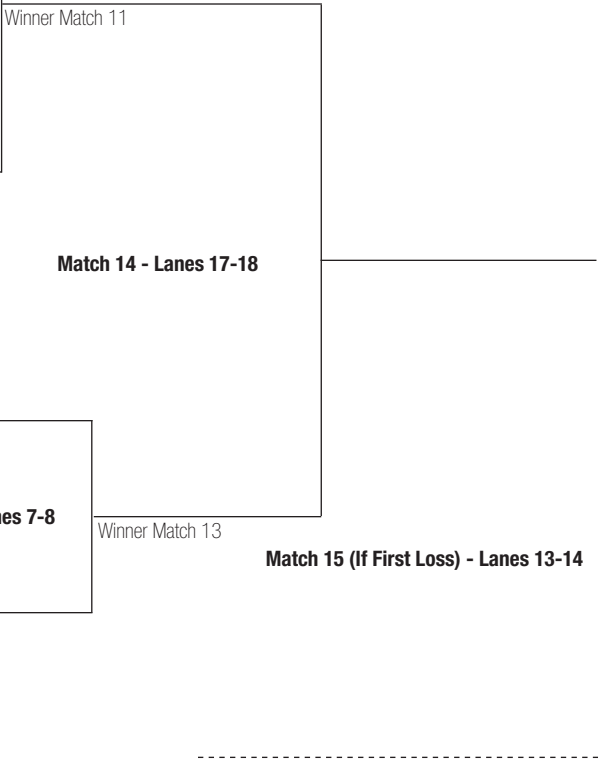 Winner Match 11
Match 14 - Lanes 17-18
es 7-8
Winner Match 13
Match 15 (If First Loss) - Lanes 13-14